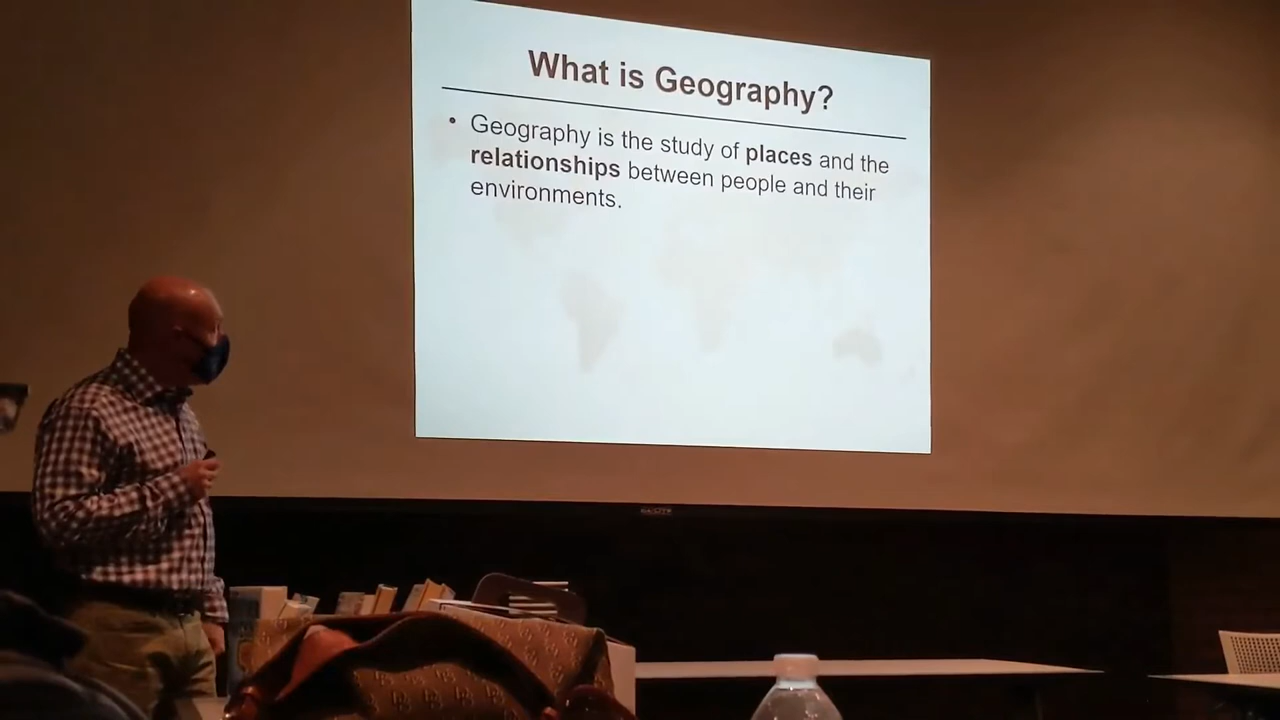 What is Geography?
• Geography is the study of places and the
relationships between people and their
environments.